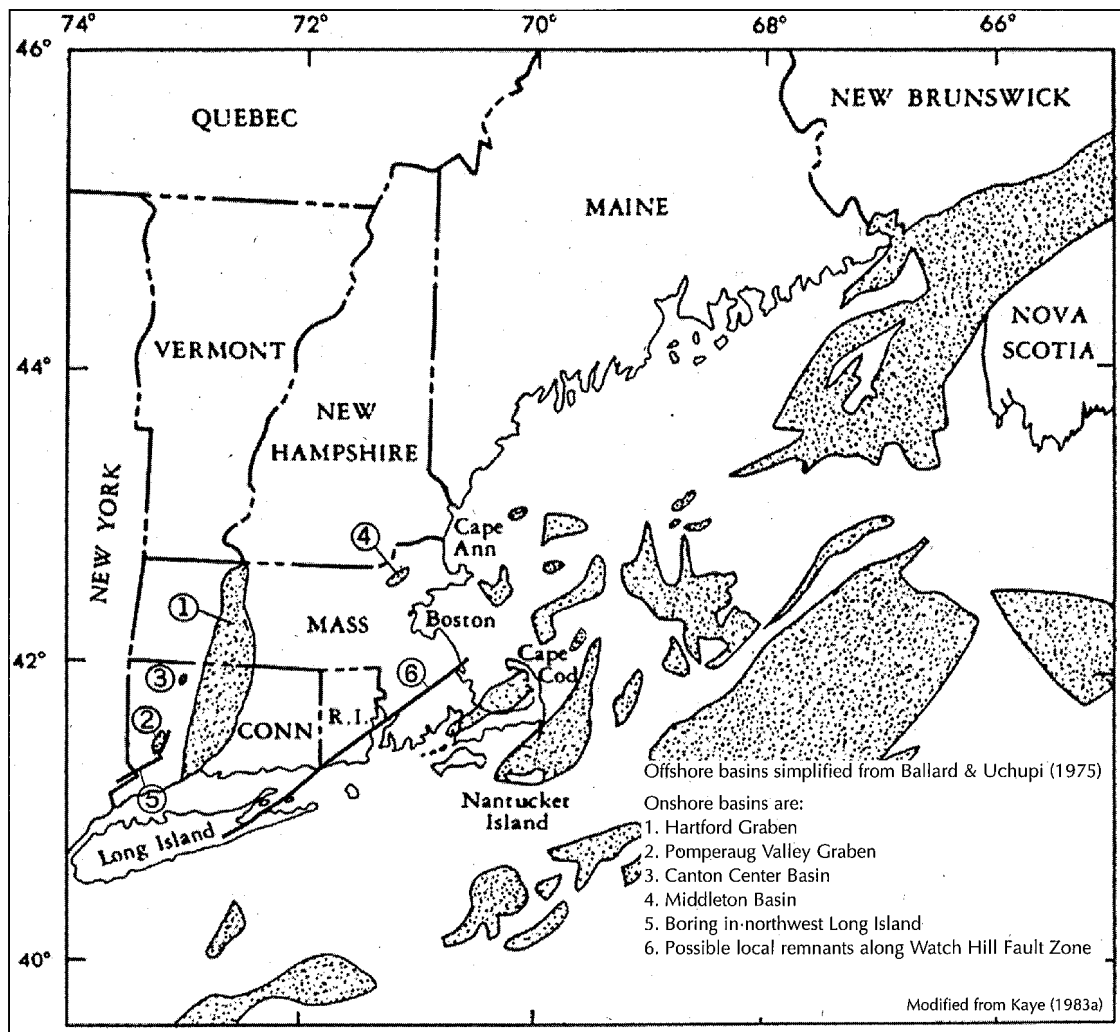 74° 72° 70° 68° 66°
46°
QUEBEC
NEW BRUNSWICK
MAINE
NOVA
SCOTIA
44°
VERMONT
NEW
HAMPSHIRE
NEW YORK
4
Cape
Ann
1
MASS
Boston
42°
3
6
Cape
Cod
2
CONN
R.I.
5
Nantucket
Island
Long Island
40°
Offshore basins simplified from Ballard & Uchupi (1975)
Onshore basins are:
1. Hartford Graben
2. Pomperaug Valley Graben
3. Canton Center Basin
4. Middleton Basin
5. Boring in northwest Long Island
6. Possible local remnants along Watch Hill Fault Zone
Modified from Kaye (1983a)